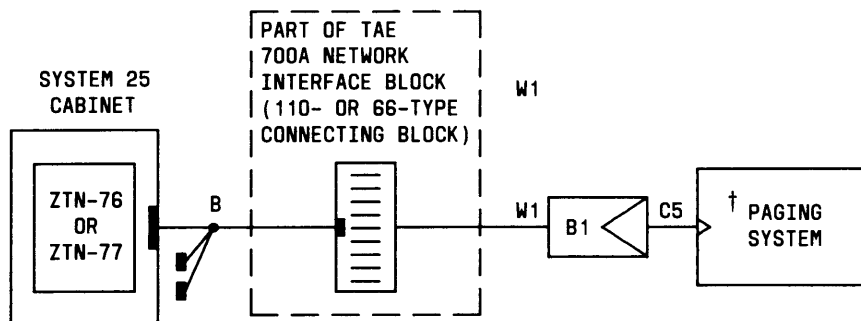 PART OF TAE
700A NETWORK
INTERFACE BLOCK
(110- OR 66-TYPE
CONNECTING BLOCK)
W1
SYSTEM 25
CABINET
ZTN-76
OR
ZTN-77
B
W1
B1
C5
† PAGING
SYSTEM